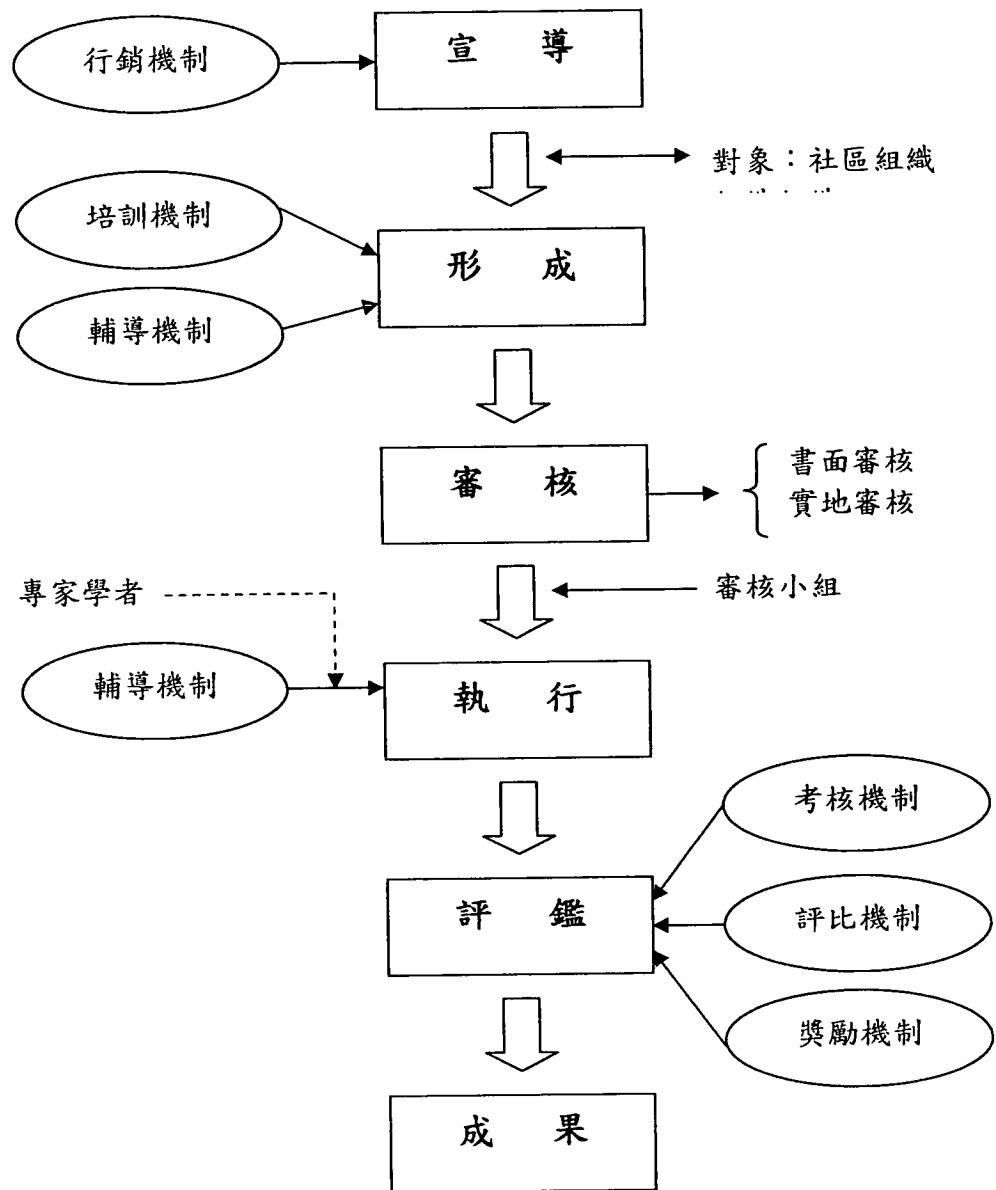 行銷機制
宣 導
對象：社區組織
培訓機制
形 成
輔導機制
審 核
書面審核
實地審核
專家學者
審核小組
輔導機制
執 行
考核機制
評 鑑
評比機制
獎勵機制
成 果